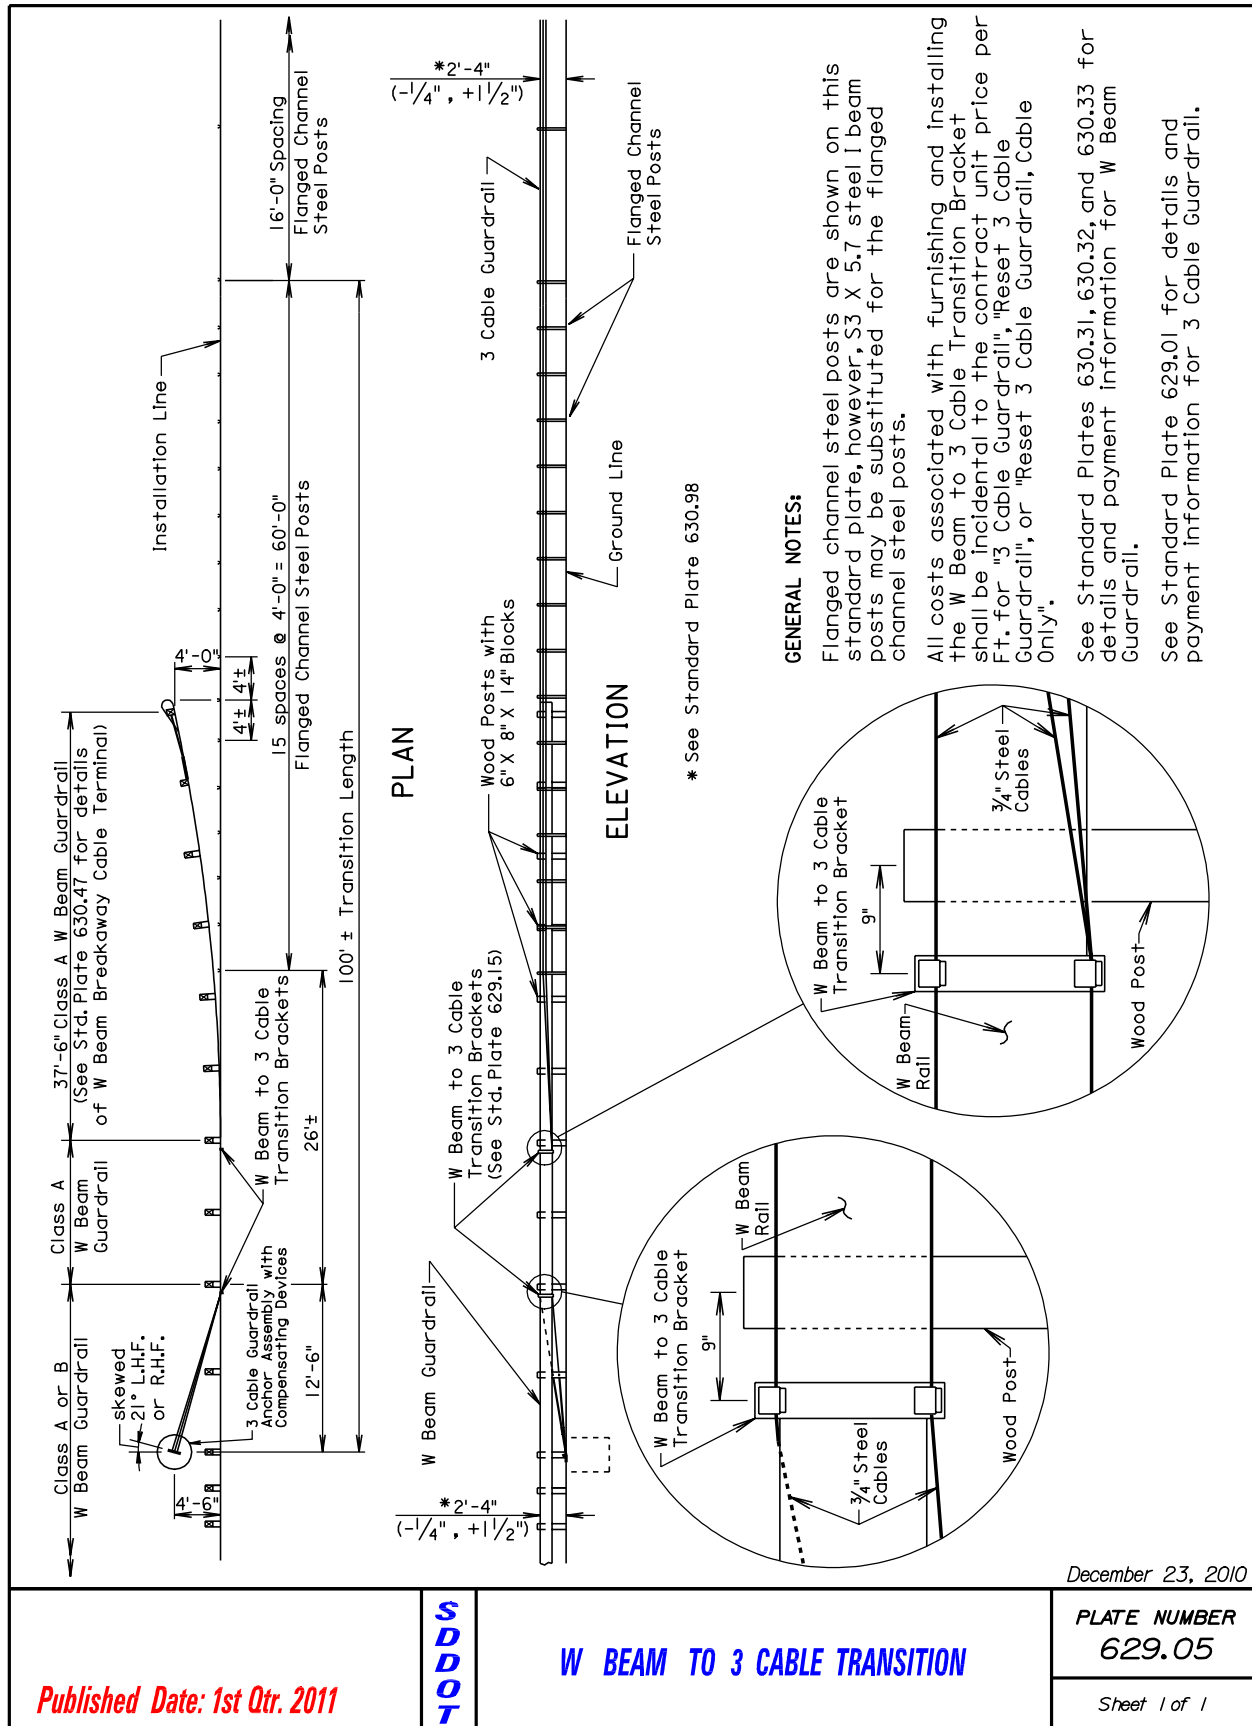 Class A or B
W Beam Guardrail
Class A
W Beam
Guardrail
37'-6" Class A W Beam Guardrail
(See Std. Plate 630.47 for details
of W Beam Breakaway Cable Terminal)
4'-6"
skewed
21° L.H.F.
or R.H.F.
3 Cable Guardrail
Anchor Assembly with
Compensating Devices
W Beam to 3 Cable
Transition Brackets
4'-0"
4'±
4'±
Installation Line
12'-6"
26'±
15 spaces @ 4'-0" = 60'-0"
Flanged Channel Steel Posts
16'-0" Spacing
Flanged Channel
Steel Posts
100' ± Transition Length
PLAN
*2'-4"
(-1/4" , +1 1/2")
W Beam Guardrail
W Beam to 3 Cable
Transition Brackets
(See Std. Plate 629.15)
Wood Posts with
6" X 8" X 14" Blocks
3 Cable Guardrail
*2'-4"
(-1/4" , +1 1/2")
Ground Line
Flanged Channel
Steel Posts
ELEVATION
* See Standard Plate 630.98
W Beam to 3 Cable
Transition Bracket
9"
W Beam
Rail
3/4" Steel
Cables
Wood Post
W Beam
Rail
W Beam to 3 Cable
Transition Bracket
9"
3/4" Steel
Cables
Wood Post
GENERAL NOTES:
Flanged channel steel posts are shown on this
standard plate, however, S3 X 5.7 steel I beam
posts may be substituted for the flanged
channel steel posts.
All costs associated with furnishing and installing
the W Beam to 3 Cable Transition Bracket
shall be incidental to the contract unit price per
Ft. for "3 Cable Guardrail", "Reset 3 Cable
Guardrail", or "Reset 3 Cable Guardrail, Cable
Only".
See Standard Plates 630.31, 630.32, and 630.33 for
details and payment information for W Beam
Guardrail.
See Standard Plate 629.01 for details and
payment information for 3 Cable Guardrail.
December 23, 2010
Published Date: 1st Qtr. 2011
SDDOT
W BEAM TO 3 CABLE TRANSITION
PLATE NUMBER
629.05
Sheet 1 of 1